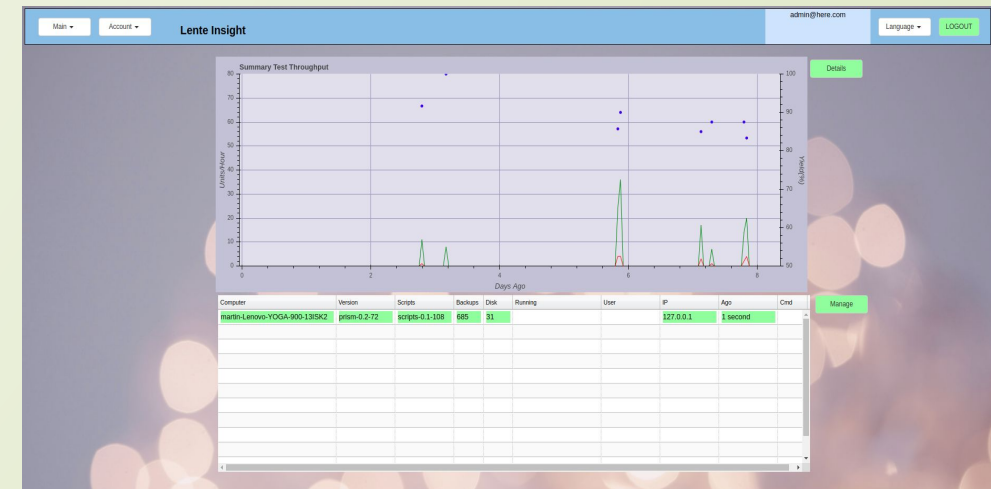 admin@here.com
Main Account Lente Insight Language LOGOUT
Summary Test Throughput
Details
80 70 60 50 40 30 20 10 0
Units/Hour
100 90 80 70 60 50
Yield(%)
0 2 4 6 8
Days Ago
Computer Version Scripts Backups Disk Running User IP Ago Cmd
Manage
martin-Lenovo-YOGA-900-13ISK2 prism-0.2-72 scripts-0.1-108 685 31 127.0.0.1 1 second